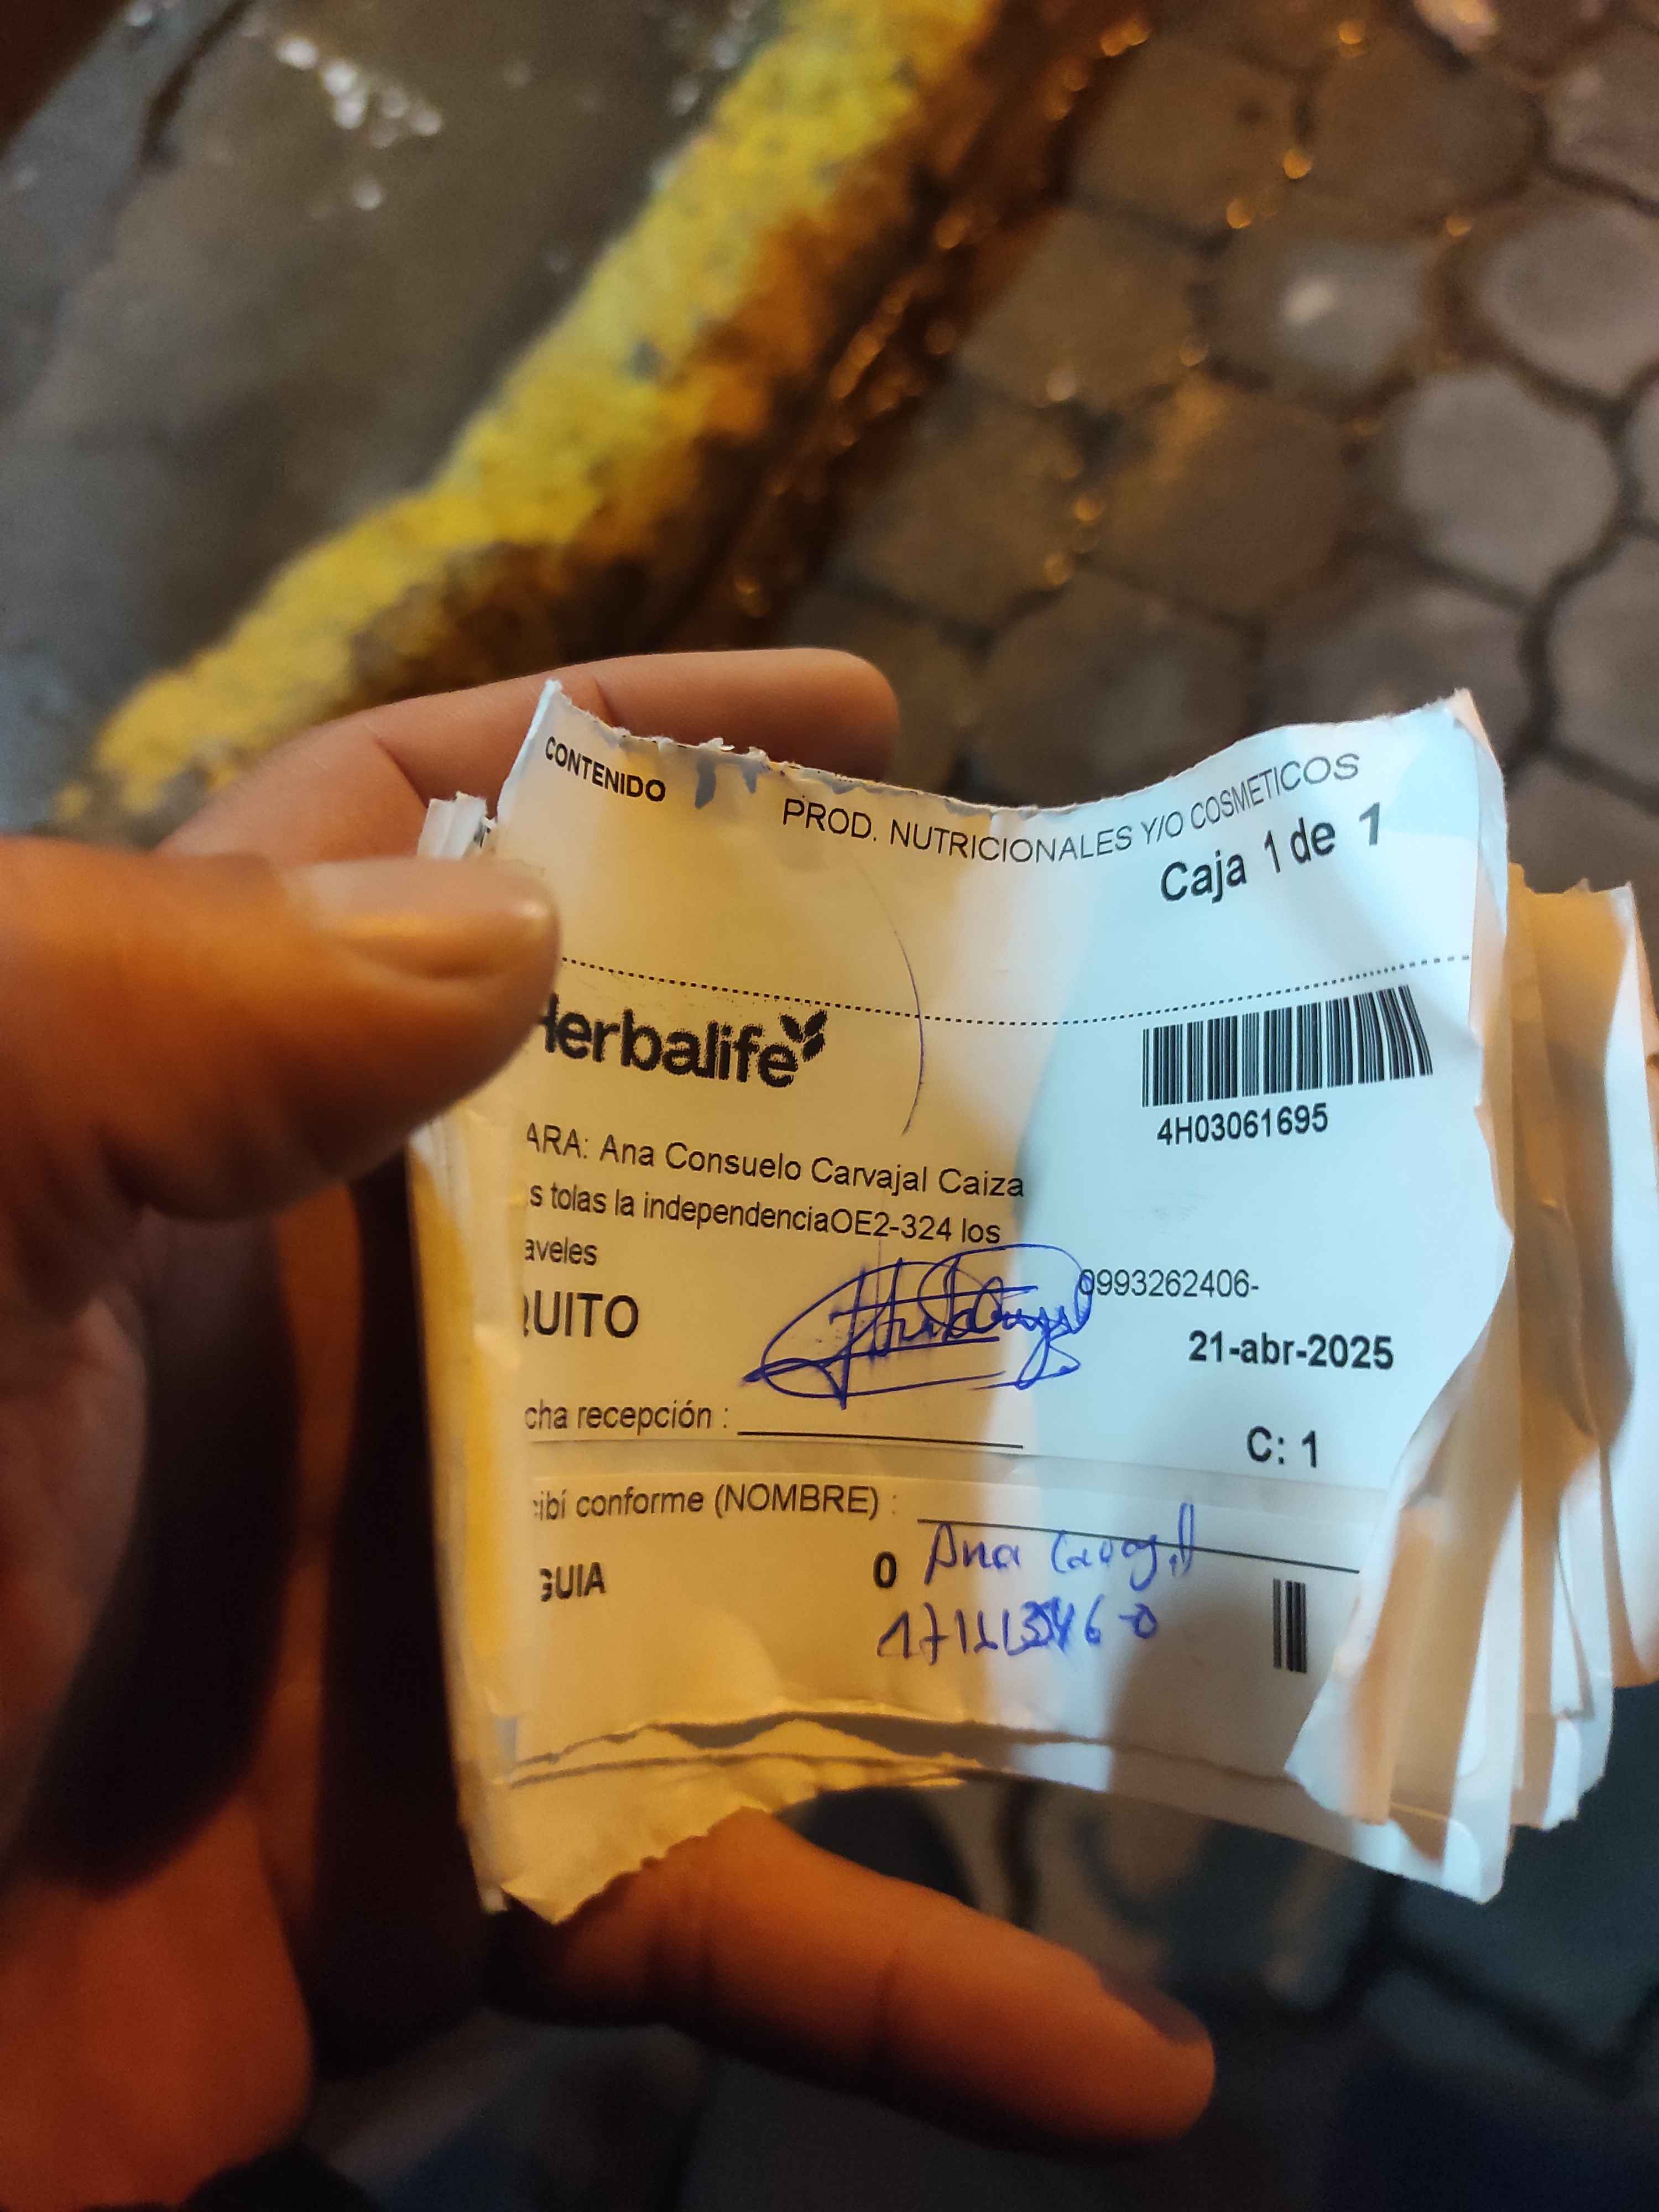 CONTENIDO PROD. NUTRICIONALES Y/O COSMETICOS
Caja 1 de 1
Herbalife
4H03061695
ARA: Ana Consuelo Carvajal Caiza
s tolas la independenciaOE2-324 los
aveles
0993262406-
QUITO
21-abr-2025
cha recepción :
C: 1
cibí conforme (NOMBRE) :
GUIA 0 Ana